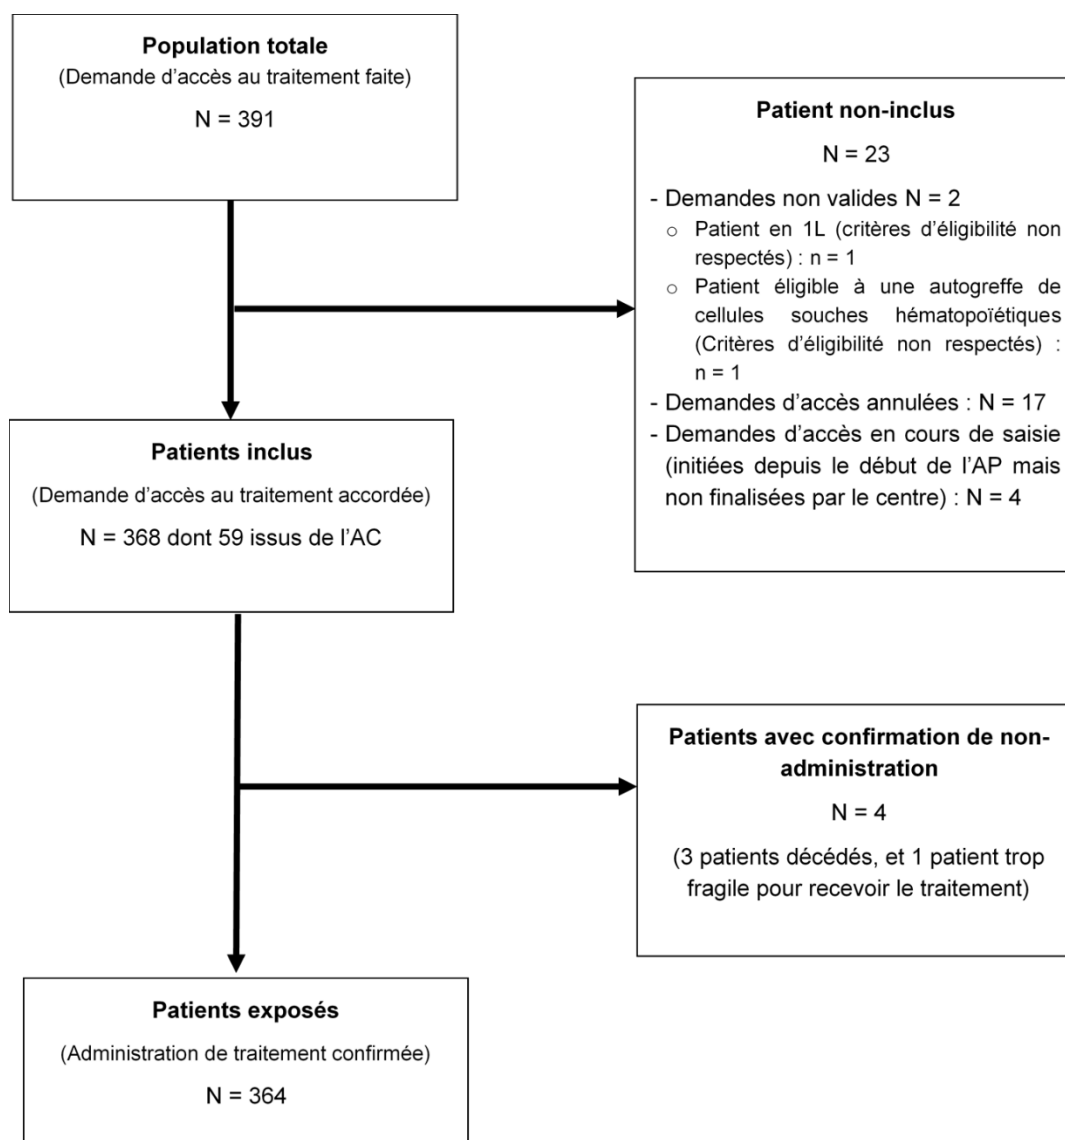 Population totale
(Demande d'accès au traitement faite)
N = 391
Patient non-inclus
N = 23
- Demandes non valides N = 2
o Patient en 1L (critères d'éligibilité non
respectés) : n = 1
o Patient éligible à une autogreffe de
cellules souches hématopoïétiques
(Critères d'éligibilité non respectés) :
n = 1
- Demandes d'accès annulées : N = 17
- Demandes d'accès en cours de saisie
(initiées depuis le début de l'AP mais
non finalisées par le centre) : N = 4
Patients inclus
(Demande d'accès au traitement accordée)
N = 368 dont 59 issus de l'AC
Patients avec confirmation de non-
administration
N = 4
(3 patients décédés, et 1 patient trop
fragile pour recevoir le traitement)
Patients exposés
(Administration de traitement confirmée)
N = 364